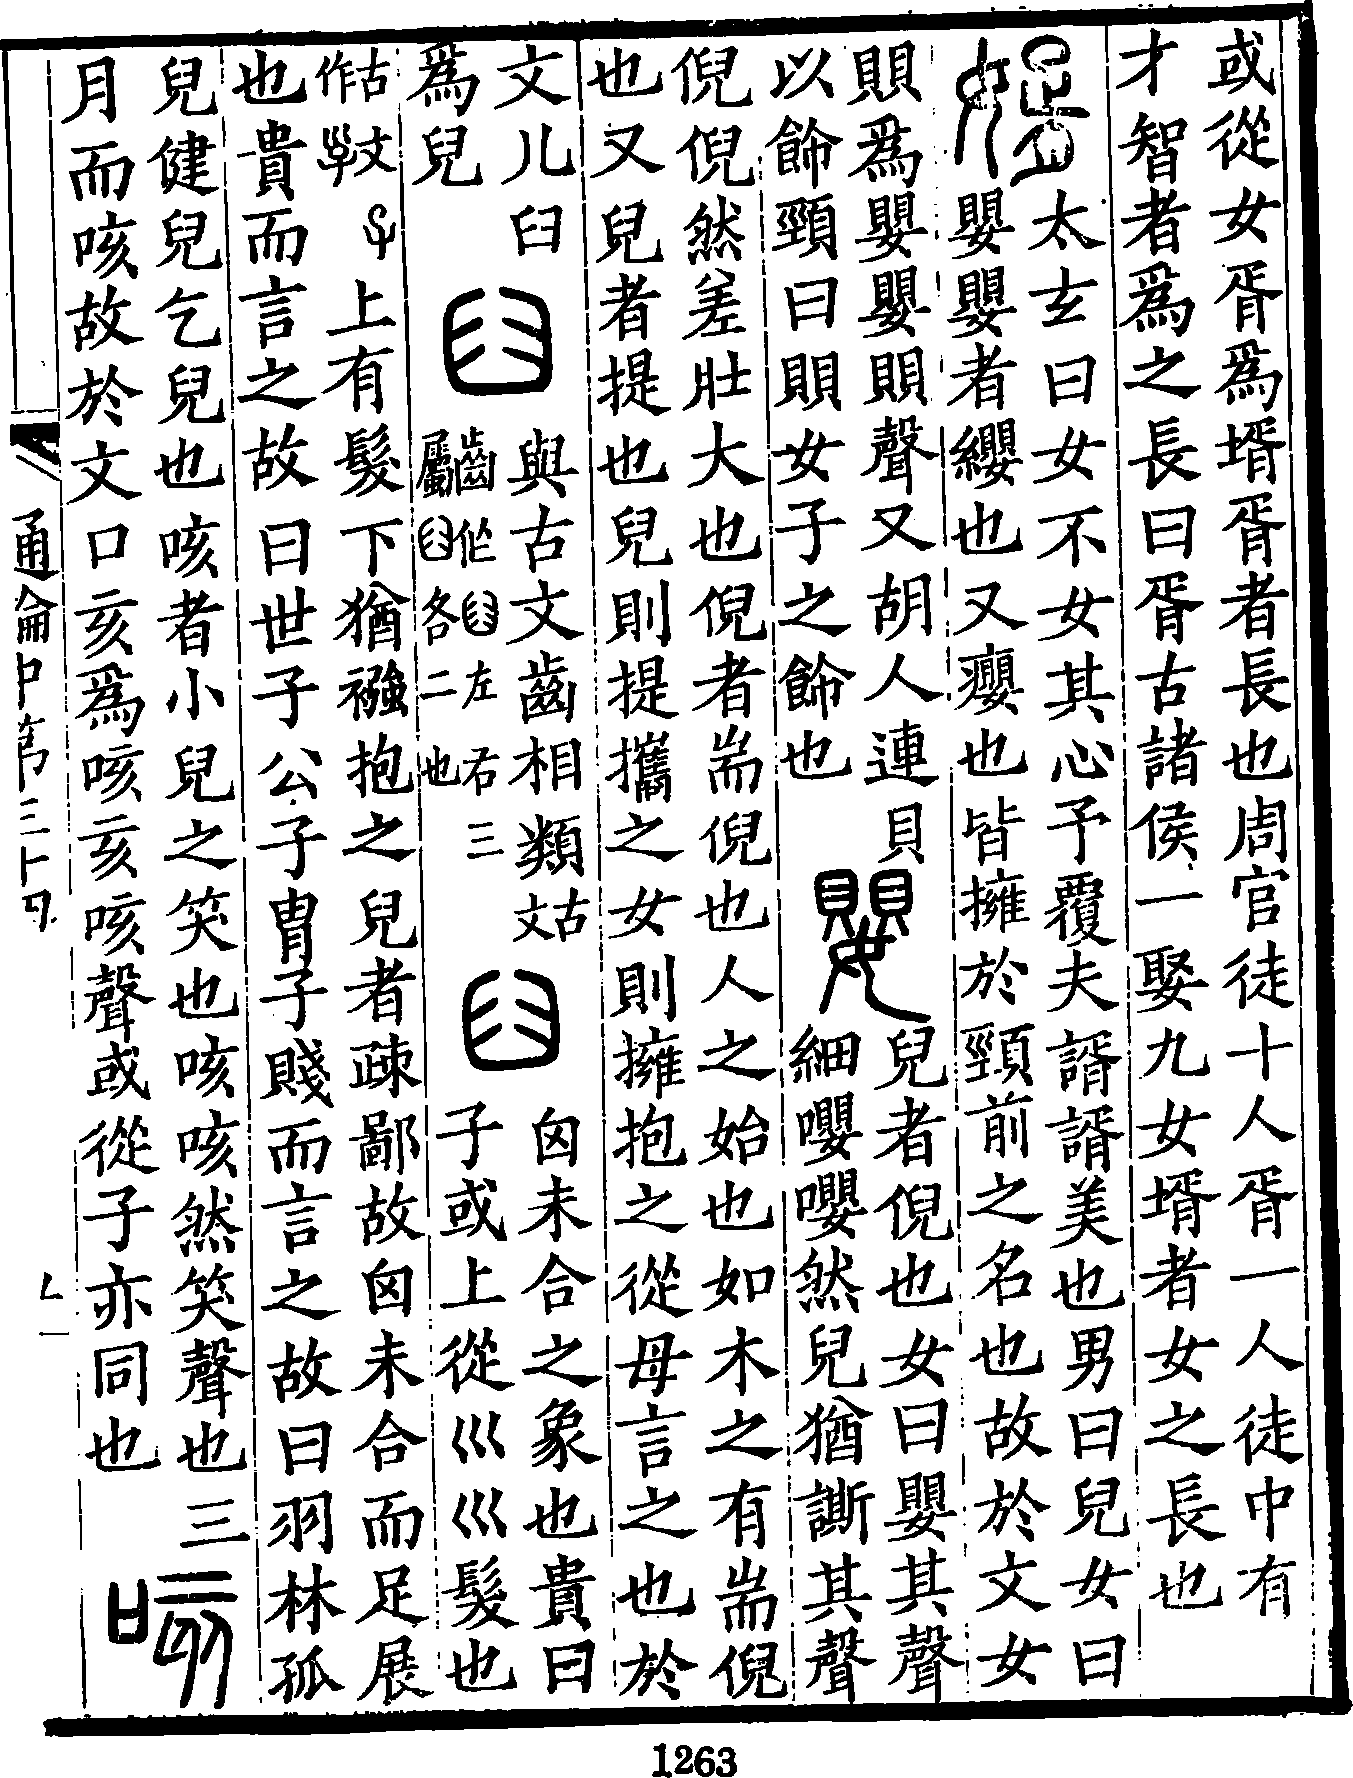 或從女胥爲壻胥者長也周官徒十人胥一人徒中有
才智者爲之長曰胥古諸侯一娶九女壻者女之長也
壻
太玄曰女不女其心予覆夫諝諝美也男曰兒女曰
嬰嬰者纓也又癭也皆擁於頸前之名也故於文女
賏爲嬰嬰賏聲又胡人連貝
以飾頸曰賏女子之飾也
嬰
兒者倪也女曰嬰其聲
細嚶嚶然兒猶其聲
倪倪然差壯大也倪者耑倪也人之始也如木之有耑倪
也又兒者提也兒則提攜之女則擁抱之從母言之也於
文儿臼
爲兒
臼
與古文齒相類古文
齒作𦥒左右三
屬臼各二也
囟未合之象也貴曰
子或上從巛巛髮也
古文子
作𡿹
上有髮下猶襁抱之兒者疎鄙故囟未合而足展
也貴而言之故曰世子公子胄子賤而言之故曰羽林孤
兒健兒乞兒也咳者小兒之笑也咳咳然笑聲也三
月而咳故於文口亥爲咳亥咳聲或從子亦同也
通論中第三十四
1263